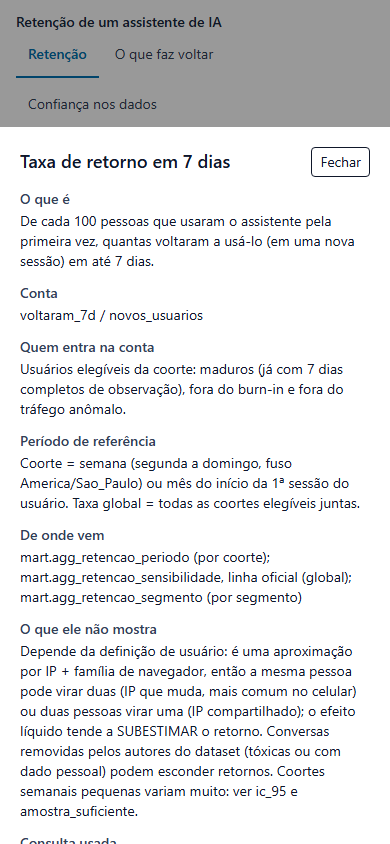 Retenção de um assistente de IA
Retenção
O que faz voltar
Confiança nos dados
Taxa de retorno em 7 dias
Fechar
O que é
De cada 100 pessoas que usaram o assistente pela
primeira vez, quantas voltaram a usá-lo (em uma nova
sessão) em até 7 dias.
Conta
voltaram_7d / novos_usuarios
Quem entra na conta
Usuários elegíveis da coorte: maduros (já com 7 dias
completos de observação), fora do burn-in e fora do
tráfego anômalo.
Período de referência
Coorte = semana (segunda a domingo, fuso
America/Sao_Paulo) ou mês do início da 1ª sessão do
usuário. Taxa global = todas as coortes elegíveis juntas.
De onde vem
mart.agg_retencao_periodo (por coorte);
mart.agg_retencao_sensibilidade, linha oficial (global);
mart.agg_retencao_segmento (por segmento)
O que ele não mostra
Depende da definição de usuário: é uma aproximação
por IP + família de navegador, então a mesma pessoa
pode virar duas (IP que muda, mais comum no celular)
ou duas pessoas virar uma (IP compartilhado); o efeito
líquido tende a SUBESTIMAR o retorno. Conversas
removidas pelos autores do dataset (tóxicas ou com
dado pessoal) podem esconder retornos. Coortes
semanais pequenas variam muito: ver ic_95 e
amostra_suficiente.
Consulta usada